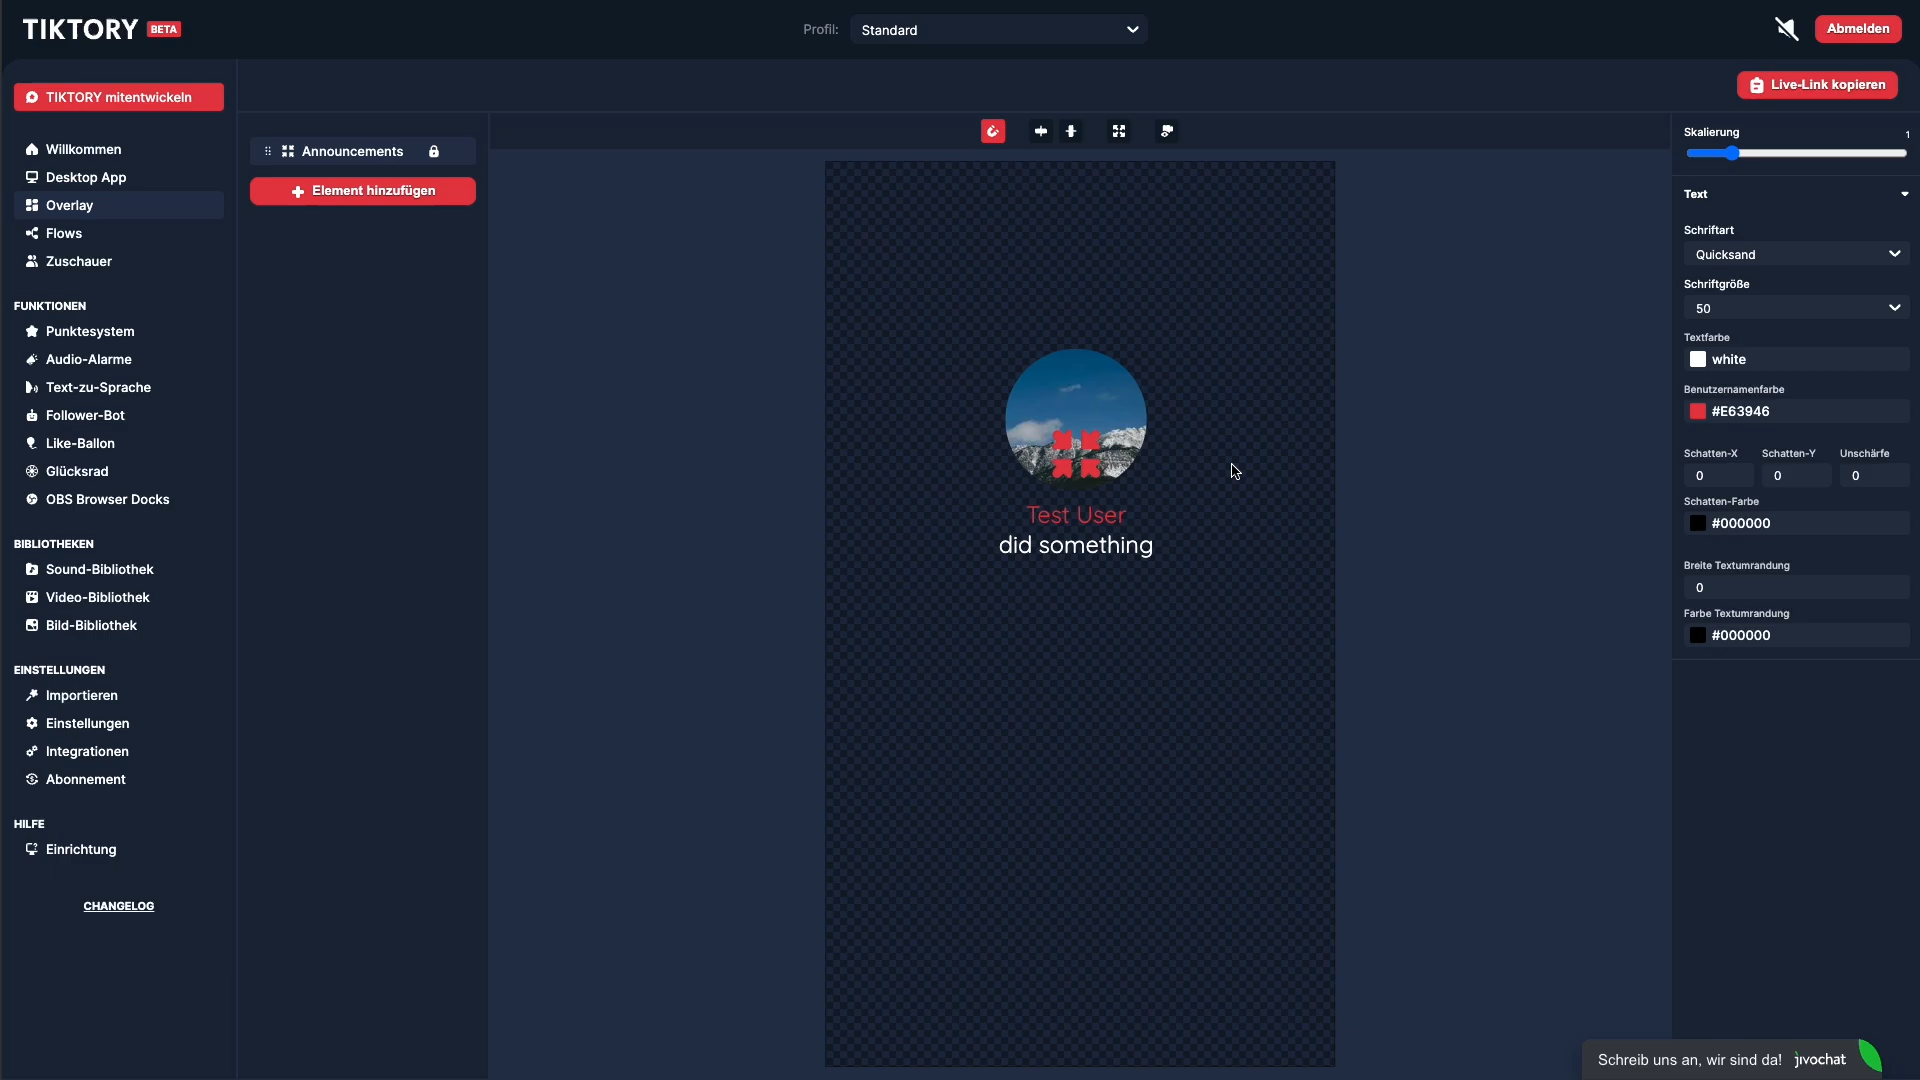 TIKTORY BETA
Profil: Standard
Abmelden
TIKTORY mitentwickeln
Live-Link kopieren
Willkommen
Desktop App
Overlay
Flows
Zuschauer
FUNKTIONEN
Punktesystem
Audio-Alarme
Text-zu-Sprache
Follower-Bot
Like-Ballon
Glücksrad
OBS Browser Docks
BIBLIOTHEKEN
Sound-Bibliothek
Video-Bibliothek
Bild-Bibliothek
EINSTELLUNGEN
Importieren
Einstellungen
Integrationen
Abonnement
HILFE
Einrichtung
CHANGELOG
Announcements
Element hinzufügen
Test User
did something
Skalierung 1
Text
Schriftart
Quicksand
Schriftgröße
50
Textfarbe
white
Benutzernamenfarbe
#E63946
Schatten-X Schatten-Y Unschärfe
0 0 0
Schatten-Farbe
#000000
Breite Textumrandung
0
Farbe Textumrandung
#000000
Schreib uns an, wir sind da! jivochat